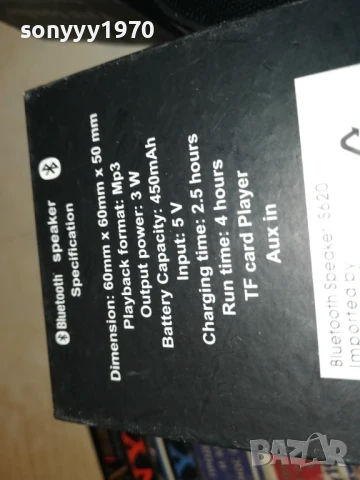 sonyyy1970
Bluetooth speaker
Specification
Dimension: 60mm x 60mm x 50 mm
Playback format: Mp3
Output power: 3 W
Battery Capacity: 450mAh
Input: 5 V
Charging time: 2.5 hours
Run time: 4 hours
TF card Player
Aux in
Bluetooth Speaker S620
Imported by
bazar